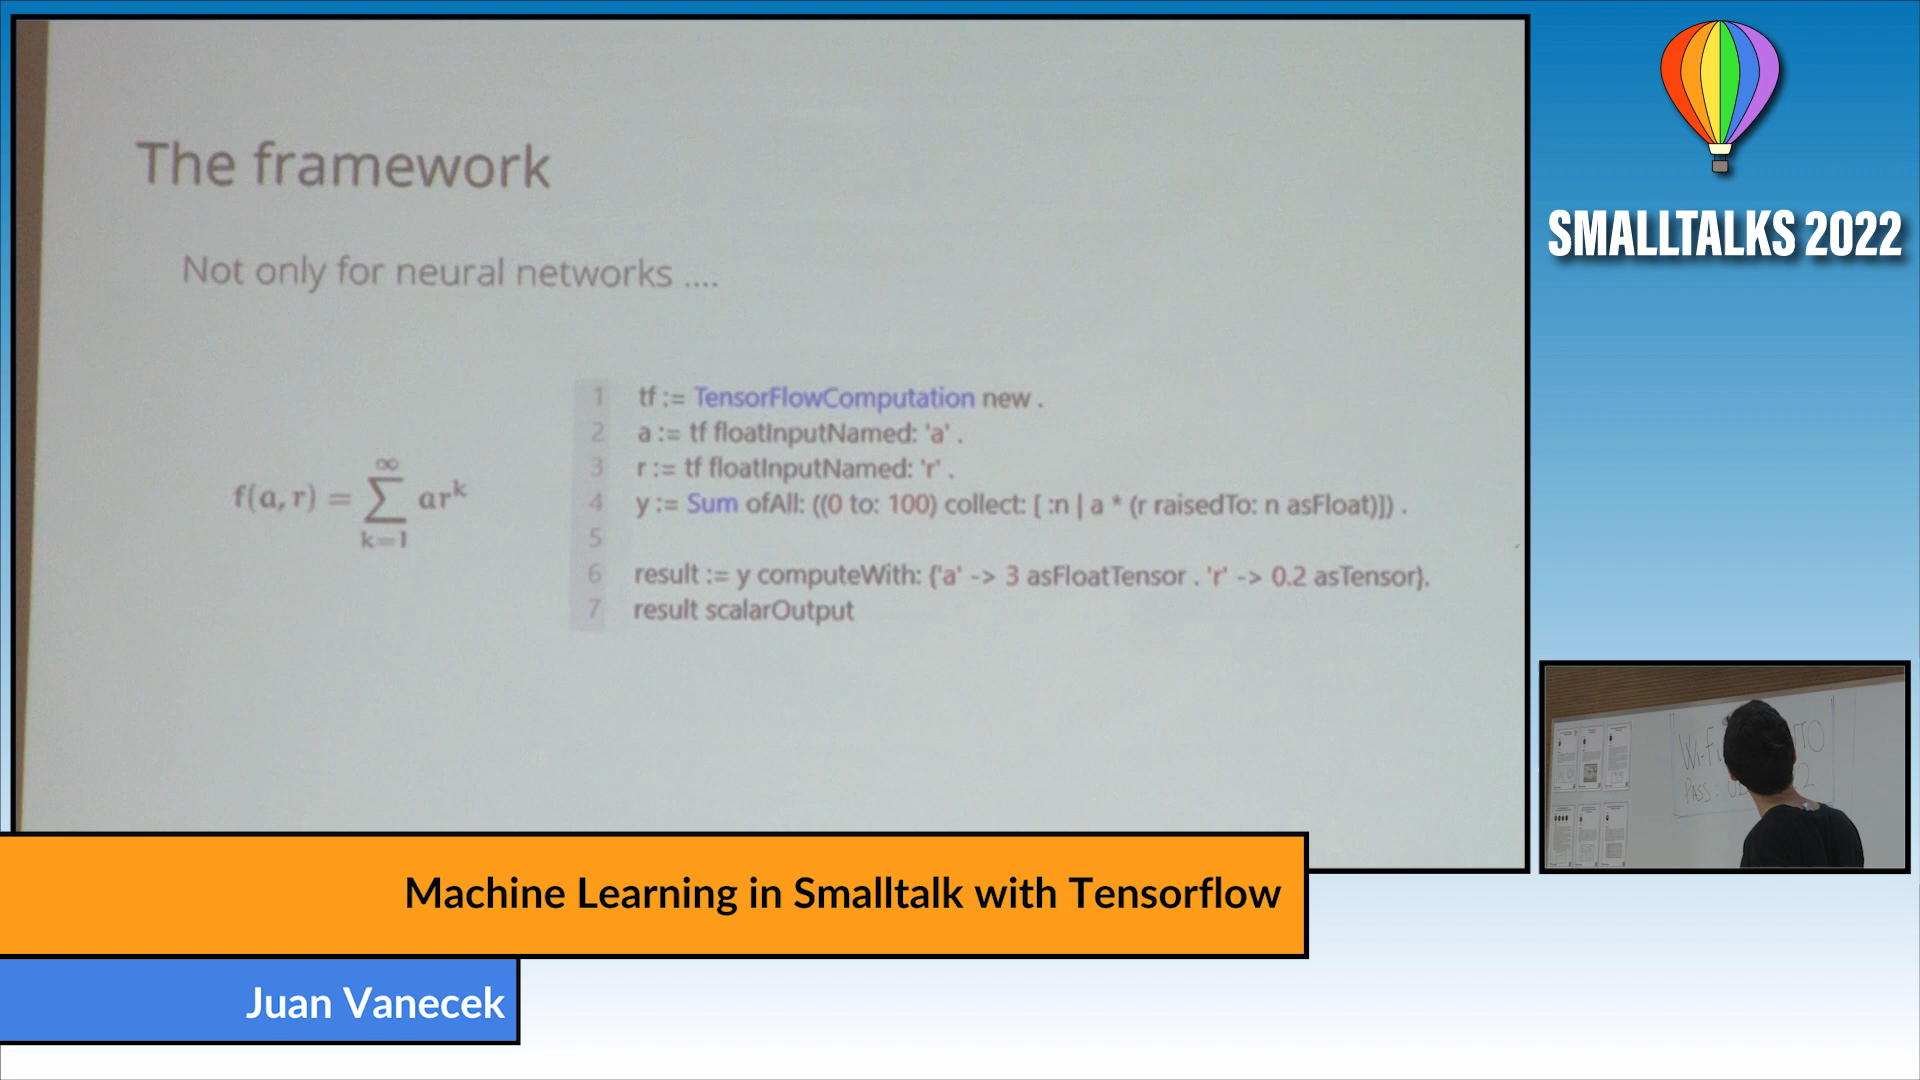 The framework
Not only for neural networks ....
f(a, r) = ∑ ar^k
∞
k=1
1 tf := TensorFlowComputation new .
2 a := tf floatInputNamed: 'a' .
3 r := tf floatInputNamed: 'r' .
4 y := Sum ofAll: ((0 to: 100) collect: [ :n | a * (r raisedTo: n asFloat)]) .
5
6 result := y computeWith: {'a' -> 3 asFloatTensor . 'r' -> 0.2 asTensor}.
7 result scalarOutput
SMALLTALKS 2022
PASS:
Machine Learning in Smalltalk with Tensorflow
Juan Vanecek